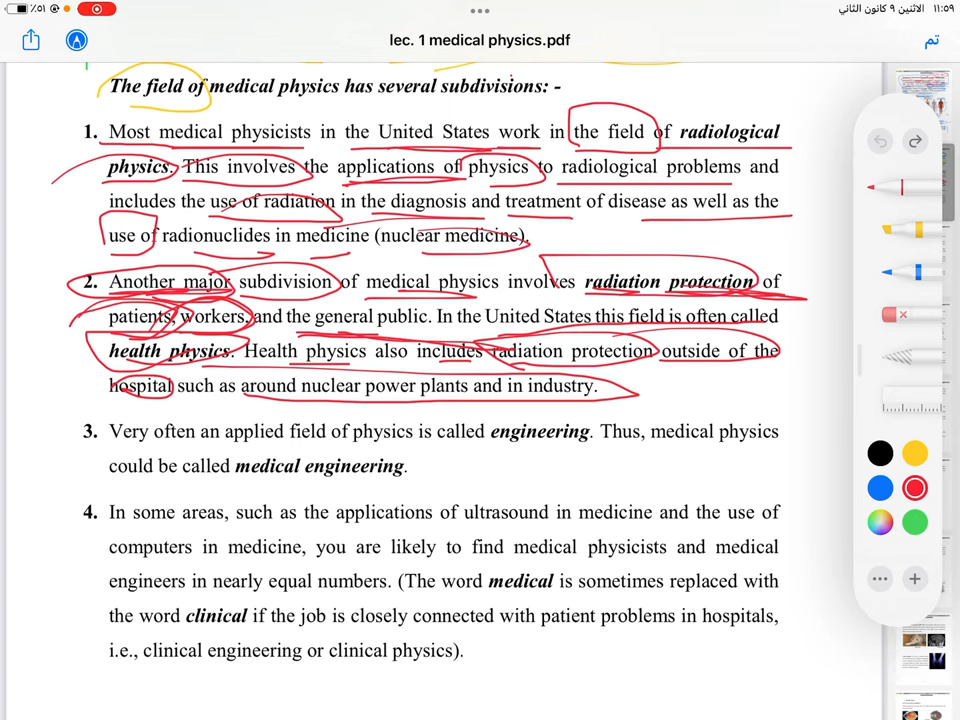 ١١:٥٩ الاثنين ٩ كانون الثاني
٥١٪
lec. 1 medical physics.pdf
تم
The field of medical physics has several subdivisions: -
1. Most medical physicists in the United States work in the field of radiological
physics. This involves the applications of physics to radiological problems and
includes the use of radiation in the diagnosis and treatment of disease as well as the
use of radionuclides in medicine (nuclear medicine).
2. Another major subdivision of medical physics involves radiation protection of
patients, workers, and the general public. In the United States this field is often called
health physics. Health physics also includes radiation protection outside of the
hospital such as around nuclear power plants and in industry.
3. Very often an applied field of physics is called engineering. Thus, medical physics
could be called medical engineering.
4. In some areas, such as the applications of ultrasound in medicine and the use of
computers in medicine, you are likely to find medical physicists and medical
engineers in nearly equal numbers. (The word medical is sometimes replaced with
the word clinical if the job is closely connected with patient problems in hospitals,
i.e., clinical engineering or clinical physics).